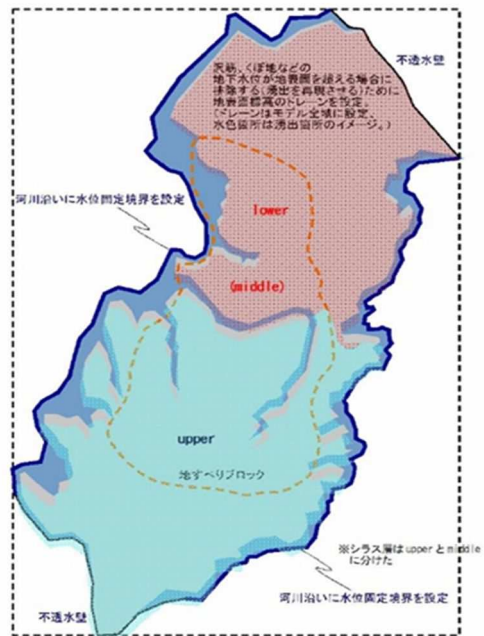 沢筋、くぼ地などの
地下水位が地表面を超える場合に
排除する(湧出を再現させる)ために
地表面標高のドレーンを設定。
(ドレーンはモデル全域に設定、
水色箇所は湧出箇所のイメージ。)
不透水壁
河川沿いに水位固定境界を設定
lower
(middle)
upper
地すべりブロック
※シラス層はupperとmiddle
に分けた
河川沿いに水位固定境界を設定
不透水壁